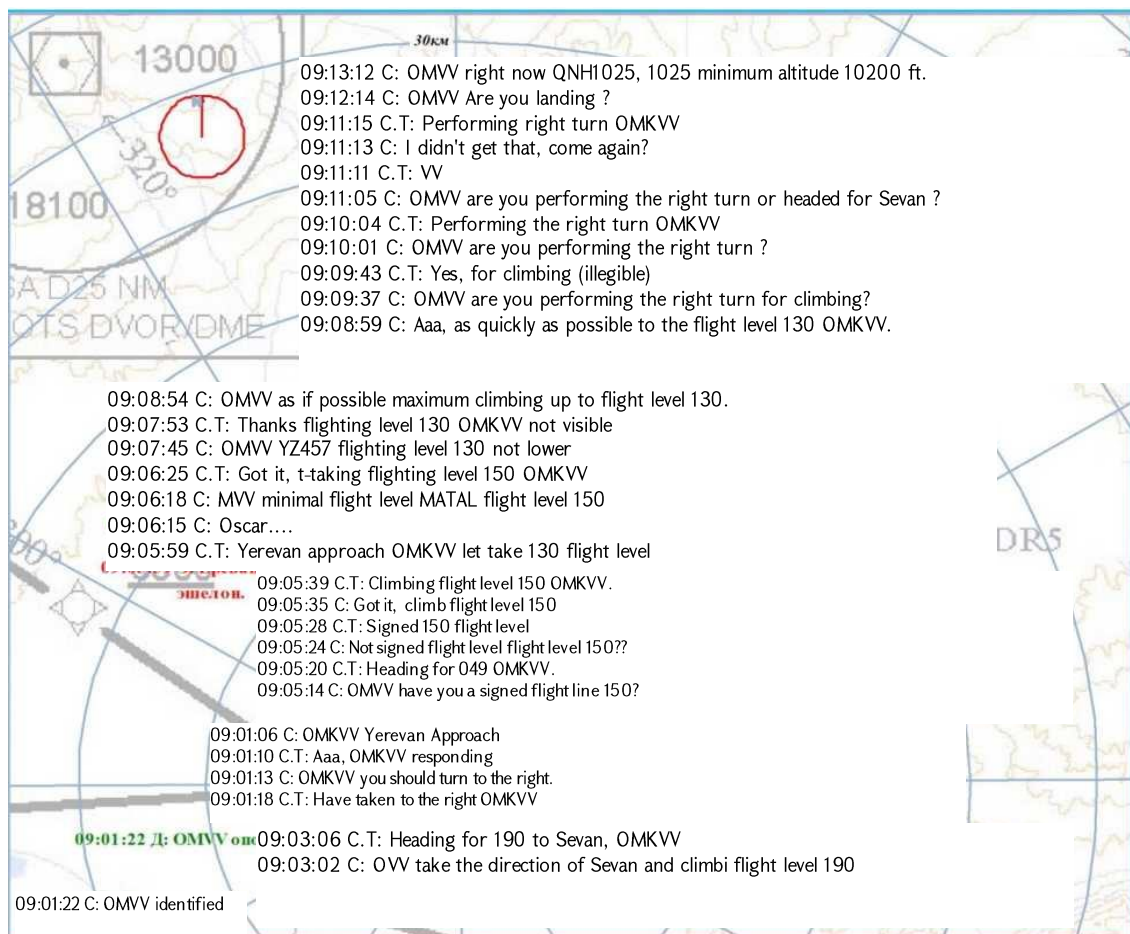 30км
13000
09:13:12 C: OMVV right now QNH1025, 1025 minimum altitude 10200 ft.
09:12:14 C: OMVV Are you landing ?
09:11:15 C.T: Performing right turn OMKVV
09:11:13 C: I didn't get that, come again?
320°
09:11:11 C.T: VV
18100
09:11:05 C: OMVV are you performing the right turn or headed for Sevan ?
09:10:04 C.T: Performing the right turn OMKVV
09:10:01 C: OMVV are you performing the right turn ?
09:09:43 C.T: Yes, for climbing (illegible)
SA D25 NM
09:09:37 C: OMVV are you performing the right turn for climbing?
OTS DVOR/DME
09:08:59 C: Aaa, as quickly as possible to the flight level 130 OMKVV.
09:08:54 C: OMVV as if possible maximum climbing up to flight level 130.
09:07:53 C.T: Thanks flighting level 130 OMKVV not visible
09:07:45 C: OMVV YZ457 flighting level 130 not lower
09:06:25 C.T: Got it, t-taking flighting level 150 OMKVV
09:06:18 C: MVV minimal flight level MATAL flight level 150
09:06:15 C: Oscar....
09:05:59 C.T: Yerevan approach OMKVV let take 130 flight level
DR5
эшелон.
09:05:39 C.T: Climbing flight level 150 OMKVV.
09:05:35 C: Got it, climb flight level 150
09:05:28 C.T: Signed 150 flight level
09:05:24 C: Not signed flight level flight level 150??
09:05:20 C.T: Heading for 049 OMKVV.
09:05:14 C: OMVV have you a signed flight line 150?
09:01:06 C: OMKVV Yerevan Approach
09:01:10 C.T: Aaa, OMKVV responding
09:01:13 C: OMKVV you should turn to the right.
09:01:18 C.T: Have taken to the right OMKVV
09:01:22 Д: OMVV
09:03:06 C.T: Heading for 190 to Sevan, OMKVV
09:03:02 C: OVV take the direction of Sevan and climbi flight level 190
09:01:22 C: OMVV identified